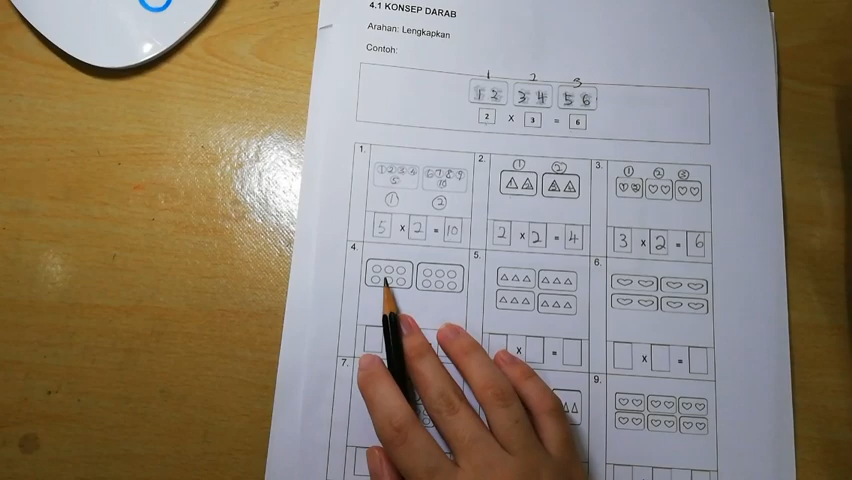 4.1 KONSEP DARAB
Arahan: Lengkapkan
Contoh:
1 2 3
1 2 3 4 5 6
2 X 3 = 6
1.
1 2 3 4 5 6 7 8 9 10
1 2
5 x 2 = 10
2.
1 2
2 x 2 = 4
3.
1 2 3
1 2
3 x 2 = 6
4.
5.
x =
6.
x =
7.
9.